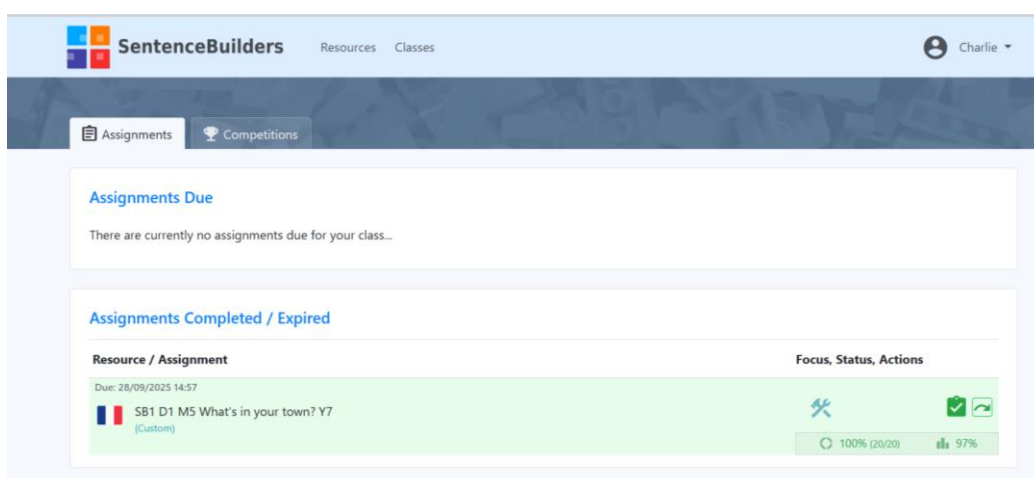 SentenceBuilders Resources Classes Charlie
Assignments Competitions
Assignments Due
There are currently no assignments due for your class...
Assignments Completed / Expired
Resource / Assignment Focus, Status, Actions
Due: 28/09/2025 14:57
SB1 D1 M5 What's in your town? Y7
(Custom)
100% (20/20) 97%